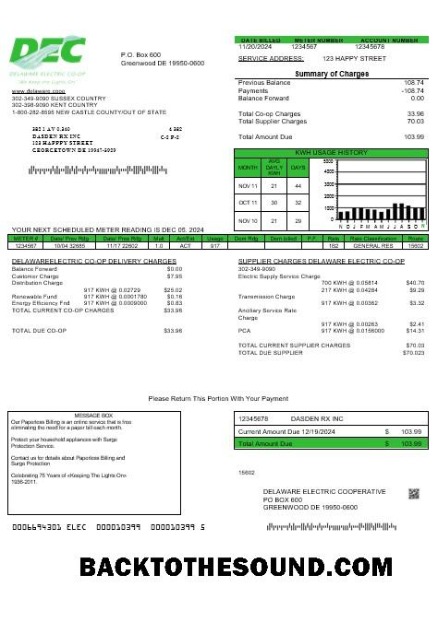 DEC
DELAWARE ELECTRIC CO-OP
P.O. Box 600
Greenwood DE 19950-0600
www.delaware.coop
302-349-9090 SUSSEX COUNTRY
302-398-9090 KENT COUNTRY
1-800-282-8595 NEW CASTLE COUNTY/OUT OF STATE
DATE BILLED METER NUMBER ACCOUNT NUMBER
11/20/2024 1234567 12345678
SERVICE ADDRESS: 123 HAPPY STREET
Summary of Charges
Previous Balance 108.74
Payments -108.74
Balance Forward 0.00
Total Co-op Charges 33.96
Total Supplier Charges 70.03
Total Amount Due 103.99
DASDEN RX INC
123 HAPPYY STREET
KWH USAGE HISTORY
MONTH AVG DAILY KWH DAYS
NOV 11 21 44
OCT 11 30 32
NOV 10 21 29
5000
4000
3000
2000
1000
0
N D J F M A M J J A S O N
YOUR NEXT SCHEDULED METER READING IS DEC 05, 2024
1234567 10/04 32685 11/17 22602 1.0 ACT 917 152 GENERAL RES 15602
DELAWARE ELECTRIC CO-OP DELIVERY CHARGES
Balance Forward $0.00
Customer Charge $7.95
Distribution Charge
917 KWH @ 0.02729 $25.02
Renewable Fund 917 KWH @ 0.0001780 $0.16
Energy Efficiency Fnd 917 KWH @ 0.0009000 $0.83
TOTAL CURRENT CO-OP CHARGES $33.96
TOTAL DUE CO-OP $33.96
SUPPLIER CHARGES DELAWARE ELECTRIC CO-OP
302-349-9090
Electric Supply Service Charge
700 KWH @ 0.05814 $40.70
217 KWH @ 0.04284 $9.29
Transmission Charge
917 KWH @ 0.00362 $3.32
Ancillary Service Rate
Charge
917 KWH @ 0.00263 $2.41
PCA 917 KWH @ 0.0156000 $14.31
TOTAL CURRENT SUPPLIER CHARGES $70.03
TOTAL DUE SUPPLIER $70.023
Please Return This Portion With Your Payment
MESSAGE BOX
Our Paperless Billing is an online service that is free
eliminating the need for a paper bill each month.
Protect your household appliances with Surge
Protection Service.
Contact us for details about Paperless Billing and
Surge Protection
Celebrating 75 Years of «Keeping The Lights On»
1936-2011.
12345678 DASDEN RX INC
Current Amount Due 12/19/2024 $ 103.99
Total Amount Due $ 103.99
15602
DELAWARE ELECTRIC COOPERATIVE
PO BOX 600
GREENWOOD DE 19950-0600
0006694301 ELEC 000010399 000010399 5
BACKTOTHESOUND.COM